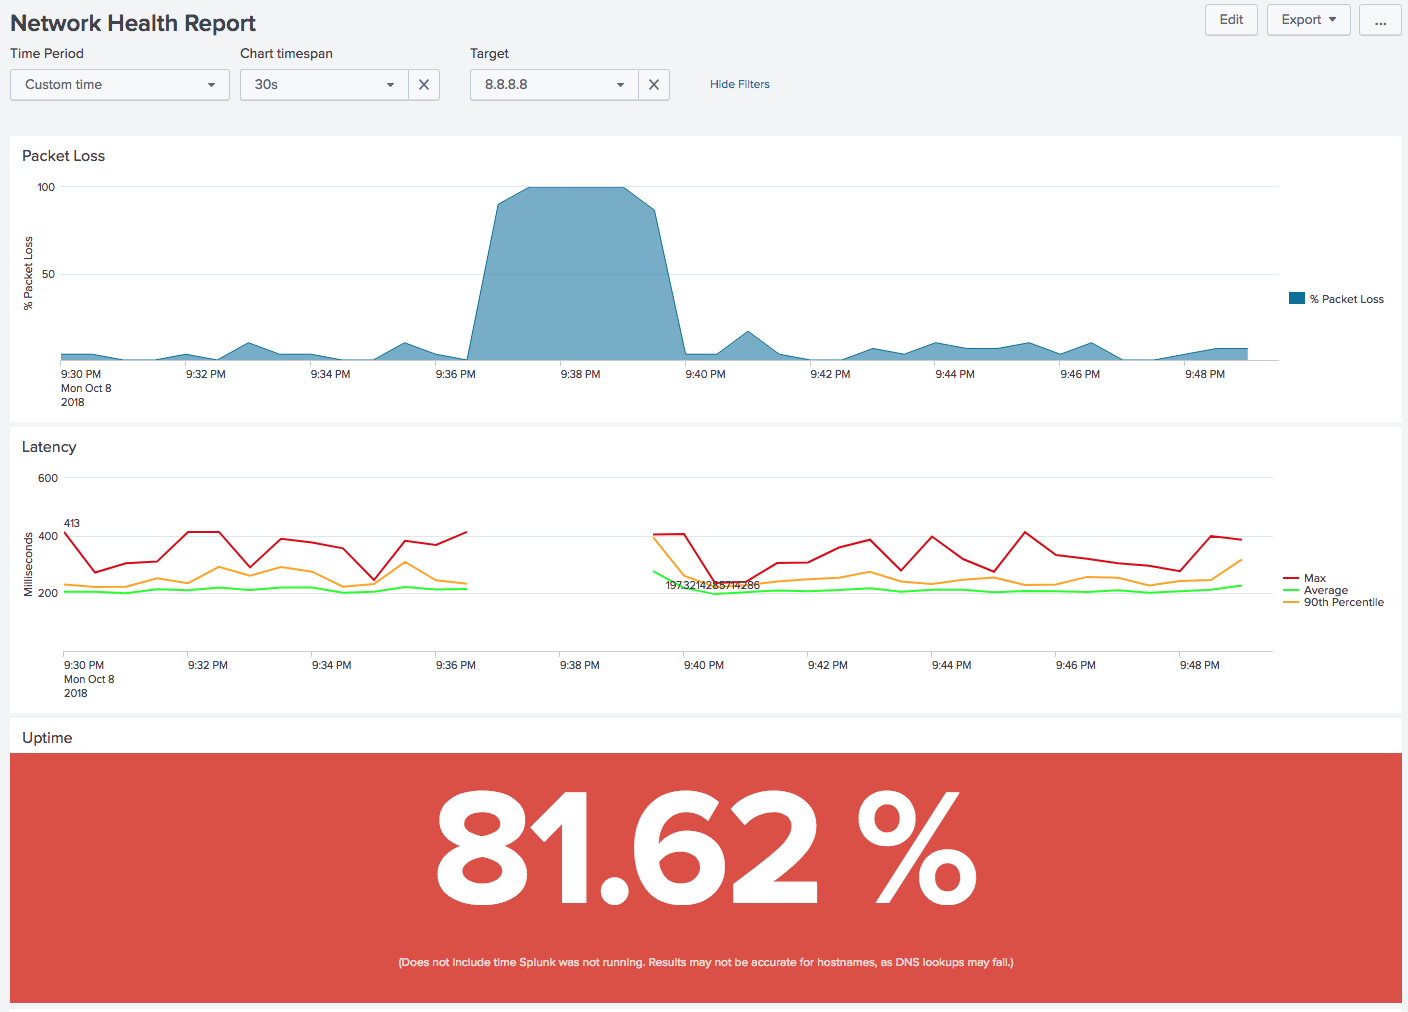 Network Health Report
Edit
Export
...
Time Period
Chart timespan
Target
Custom time
30s
8.8.8.8
Hide Filters
Packet Loss
100
50
% Packet Loss
% Packet Loss
9:30 PM 9:32 PM 9:34 PM 9:36 PM 9:38 PM 9:40 PM 9:42 PM 9:44 PM 9:46 PM 9:48 PM
Mon Oct 8
2018
Latency
600
413
400
200
Milliseconds
197.3214285714286
Max
Average
90th Percentile
9:30 PM 9:32 PM 9:34 PM 9:36 PM 9:38 PM 9:40 PM 9:42 PM 9:44 PM 9:46 PM 9:48 PM
Mon Oct 8
2018
Uptime
81.62 %
(Does not include time Splunk was not running. Results may not be accurate for hostnames, as DNS lookups may fail.)